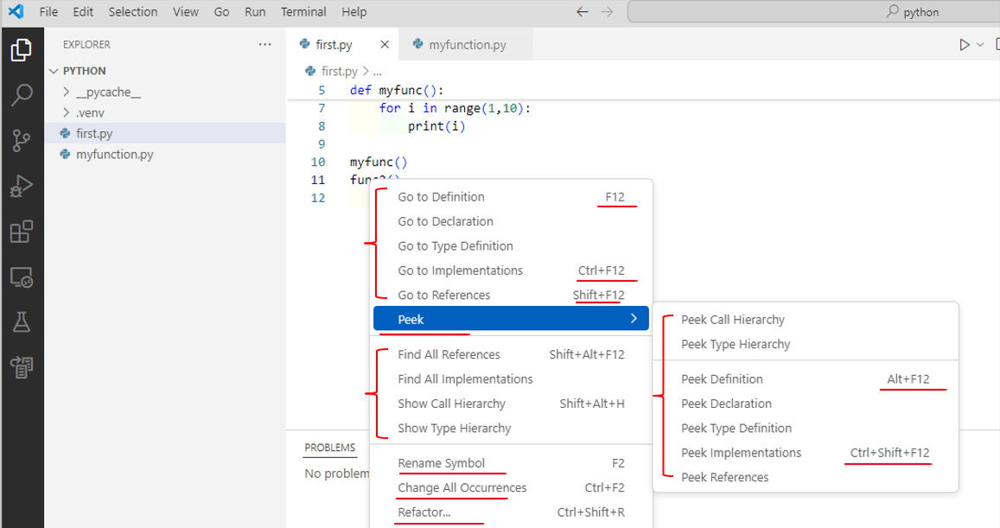 File Edit Selection View Go Run Terminal Help python
EXPLORER ...
PYTHON
__pycache__
.venv
first.py
myfunction.py
first.py myfunction.py
first.py > ...
5 def myfunc():
7 for i in range(1,10):
8 print(i)
9
10 myfunc()
11
12
Go to Definition F12
Go to Declaration
Go to Type Definition
Go to Implementations Ctrl+F12
Go to References Shift+F12
Peek
Find All References Shift+Alt+F12
Find All Implementations
Show Call Hierarchy Shift+Alt+H
Show Type Hierarchy
Rename Symbol F2
Change All Occurrences Ctrl+F2
Refactor... Ctrl+Shift+R
Peek Call Hierarchy
Peek Type Hierarchy
Peek Definition Alt+F12
Peek Declaration
Peek Type Definition
Peek Implementations Ctrl+Shift+F12
Peek References
PROBLEMS
No problem